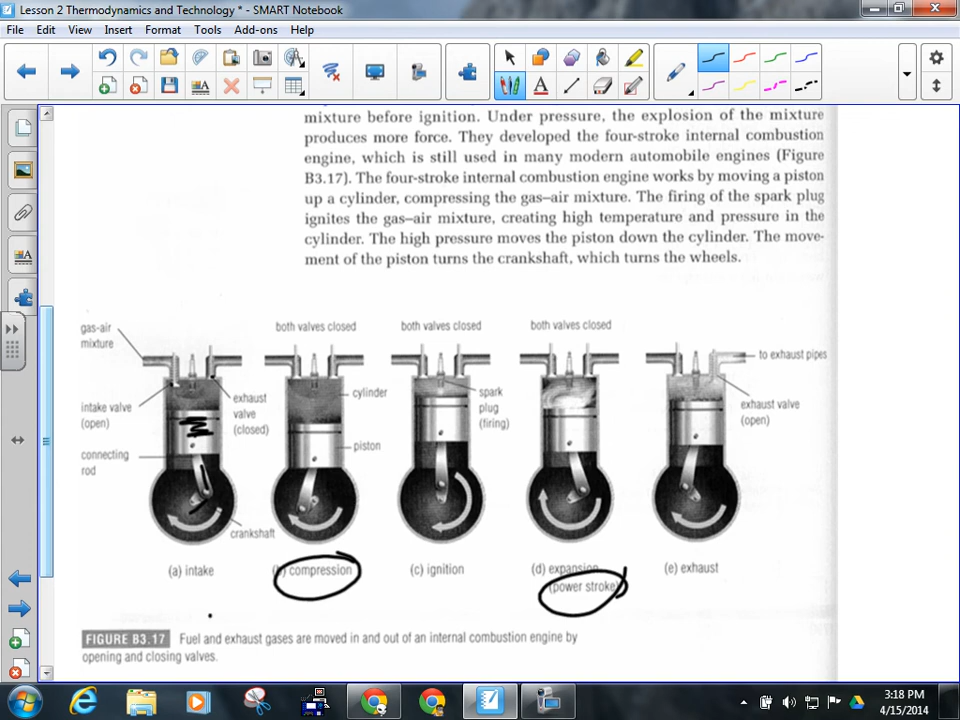 Lesson 2 Thermodynamics and Technology * - SMART Notebook
File Edit View Insert Format Tools Add-ons Help
mixture before ignition. Under pressure, the explosion of the mixture
produces more force. They developed the four-stroke internal combustion
engine, which is still used in many modern automobile engines (Figure
B3.17). The four-stroke internal combustion engine works by moving a piston
up a cylinder, compressing the gas–air mixture. The firing of the spark plug
ignites the gas–air mixture, creating high temperature and pressure in the
cylinder. The high pressure moves the piston down the cylinder. The move-
ment of the piston turns the crankshaft, which turns the wheels.
gas-air
mixture
both valves closed
both valves closed
both valves closed
to exhaust pipes
intake valve
(open)
exhaust
valve
(closed)
cylinder
spark
plug
(firing)
exhaust valve
(open)
connecting
rod
piston
crankshaft
(a) intake
(b) compression
(c) ignition
(d) expansion
(power stroke)
(e) exhaust
FIGURE B3.17 Fuel and exhaust gases are moved in and out of an internal combustion engine by
opening and closing valves.
3:18 PM
4/15/2014